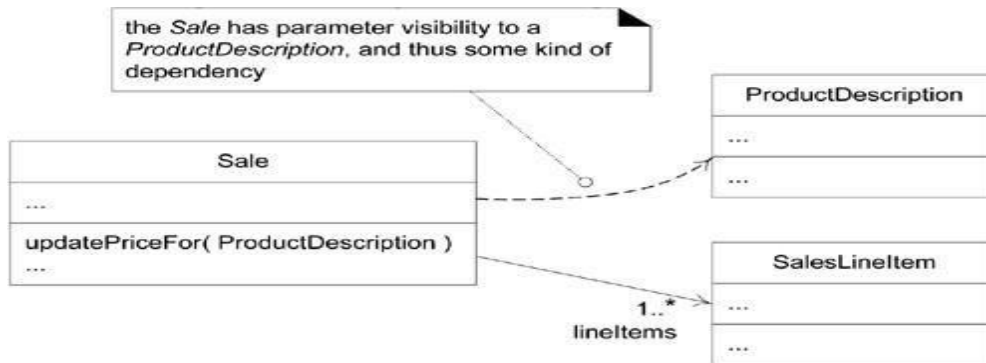 the Sale has parameter visibility to a
ProductDescription, and thus some kind of
dependency
ProductDescription
...
...
Sale
...
updatePriceFor( ProductDescription )
...
SalesLineItem
...
...
1..*
lineItems